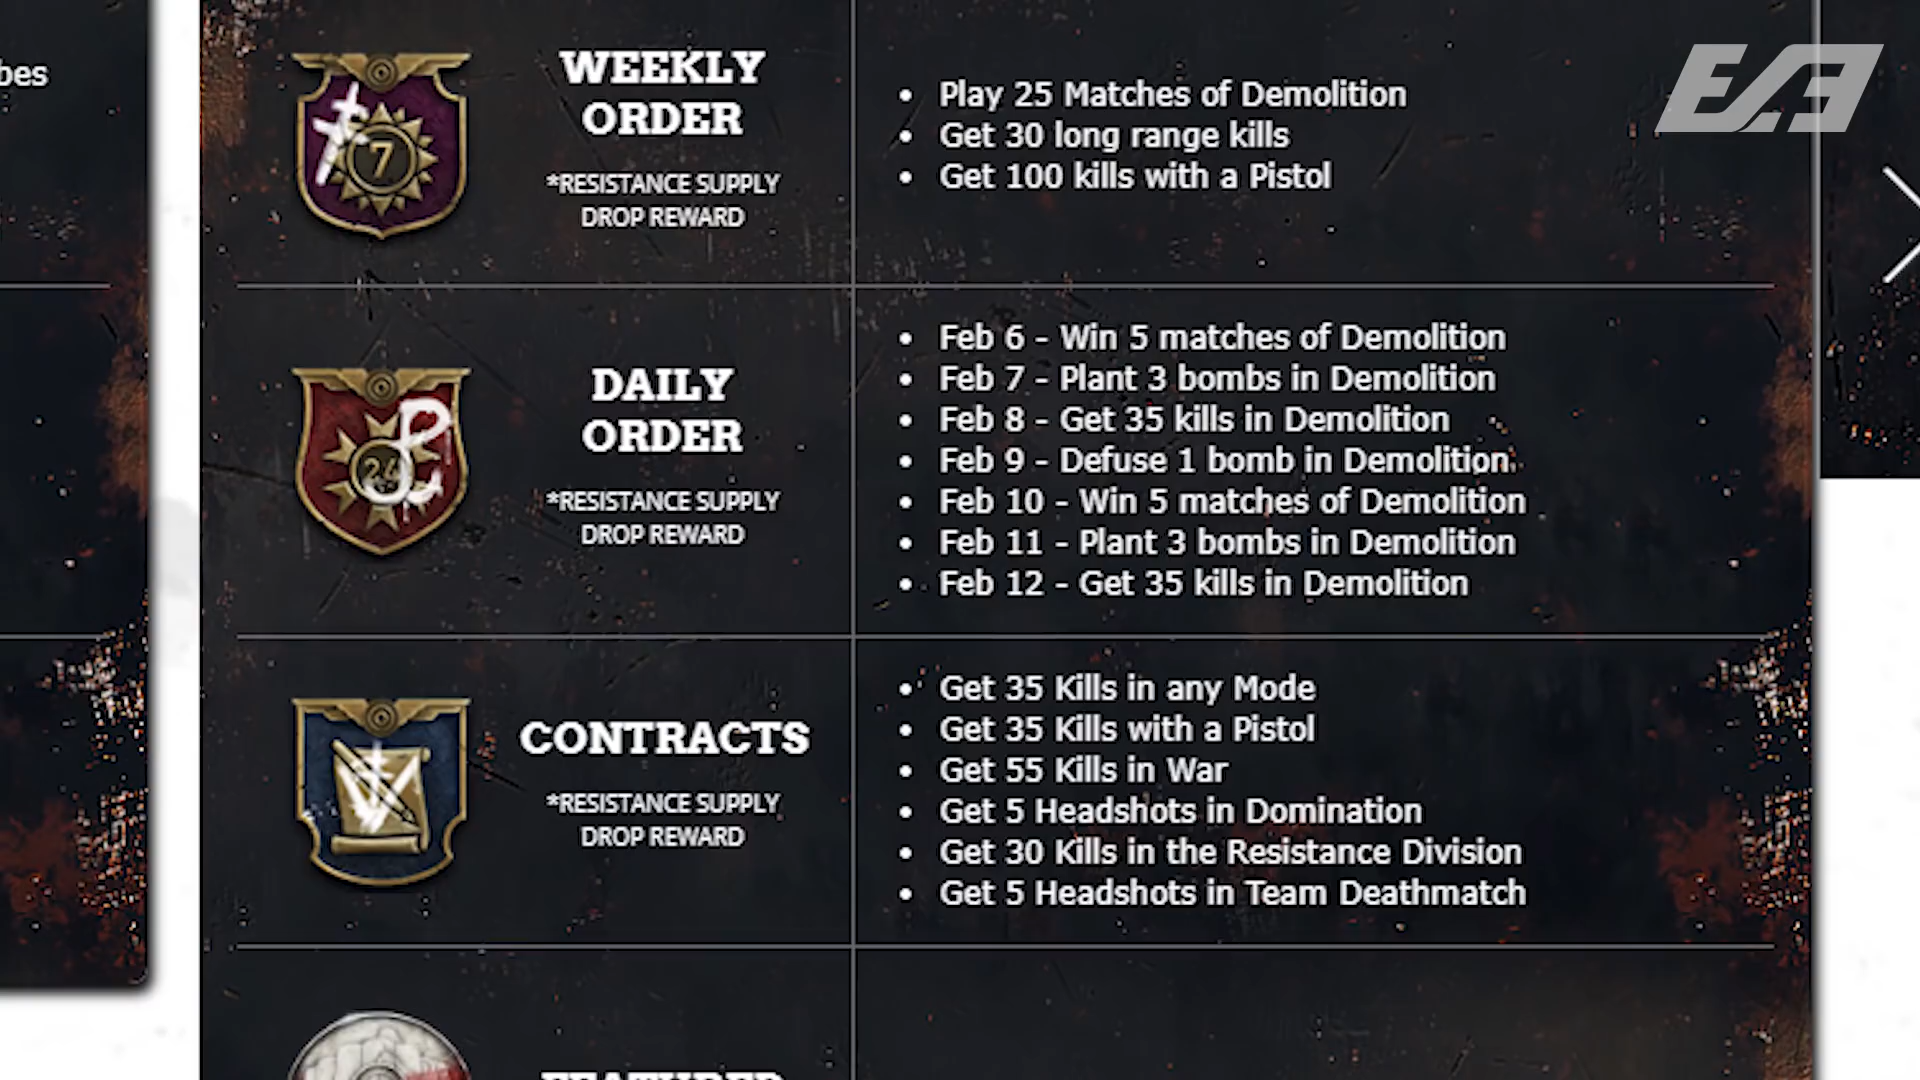 bes
WEEKLY
ORDER
*RESISTANCE SUPPLY
DROP REWARD
7
• Play 25 Matches of Demolition
• Get 30 long range kills
• Get 100 kills with a Pistol
DAILY
ORDER
*RESISTANCE SUPPLY
DROP REWARD
24
• Feb 6 - Win 5 matches of Demolition
• Feb 7 - Plant 3 bombs in Demolition
• Feb 8 - Get 35 kills in Demolition
• Feb 9 - Defuse 1 bomb in Demolition
• Feb 10 - Win 5 matches of Demolition
• Feb 11 - Plant 3 bombs in Demolition
• Feb 12 - Get 35 kills in Demolition
CONTRACTS
*RESISTANCE SUPPLY
DROP REWARD
• Get 35 Kills in any Mode
• Get 35 Kills with a Pistol
• Get 55 Kills in War
• Get 5 Headshots in Domination
• Get 30 Kills in the Resistance Division
• Get 5 Headshots in Team Deathmatch
FEATURED